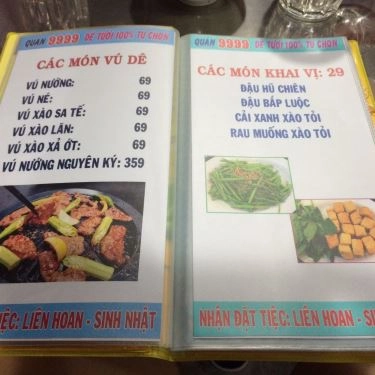 QUÁN 9999 DÊ TƯƠI 100% TỰ CHỌN
CÁC MÓN VÚ DÊ
VÚ NƯỚNG: 69
VÚ NÉ: 69
VÚ XÀO SA TẾ: 69
VÚ XÀO LĂN: 69
VÚ XÀO XẢ ỚT: 69
VÚ NƯỚNG NGUYÊN KÝ: 359
IỆC: LIÊN HOAN - SINH NHẬT
QUÁN 9999 DÊ TƯƠI 100% TỰ CHỌN
CÁC MÓN KHAI VỊ: 29
ĐẬU HŨ CHIÊN
ĐẬU BẮP LUỘC
CẢI XANH XÀO TỎI
RAU MUỐNG XÀO TỎI
NHẬN ĐẶT TIỆC: LIÊN HOAN - SI